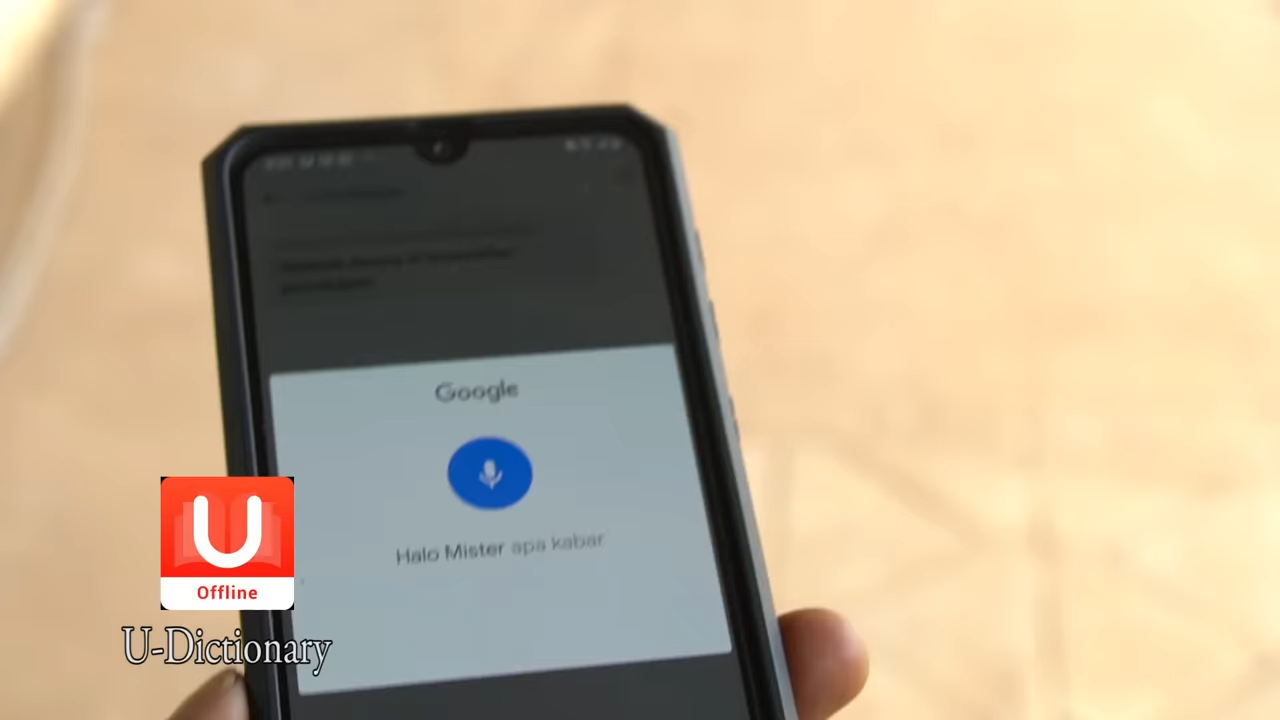 Google
Halo Mister apa kabar
U
Offline
U-Dictionary